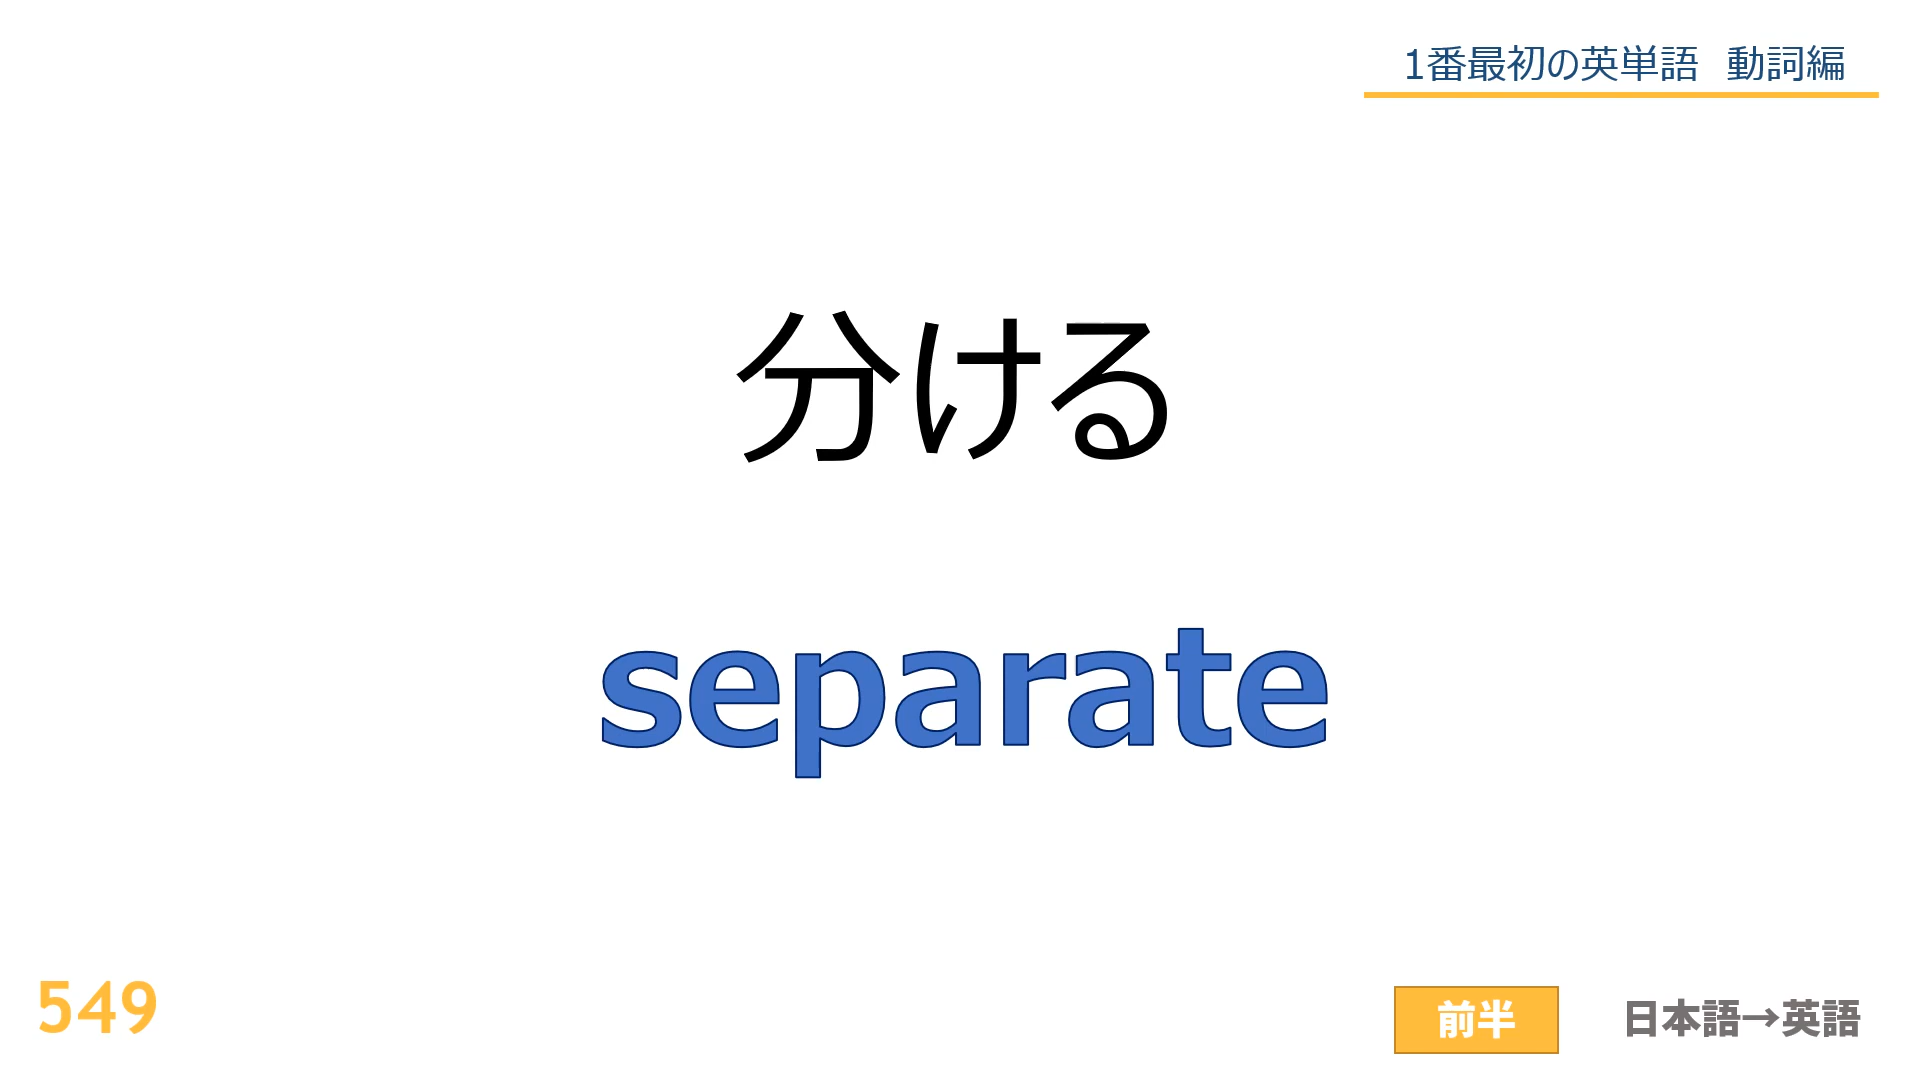 1番最初の英単語　動詞編
分ける
separate
549
前半
日本語→英語